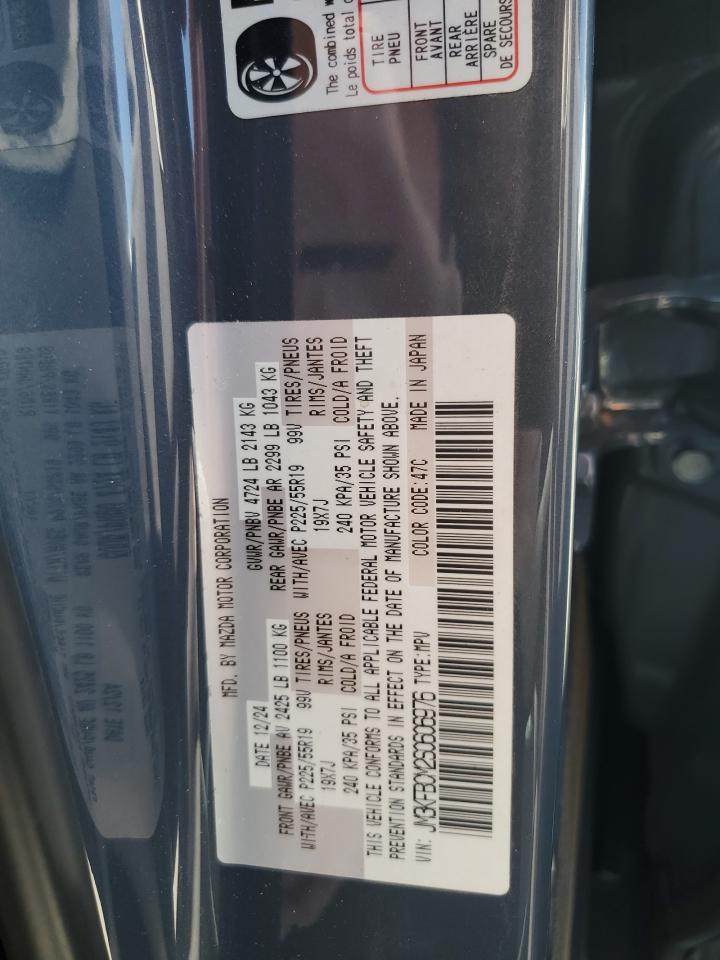 The combined w
Le poids total c
TIRE
PNEU
FRONT
AVANT
REAR
ARRIÈRE
SPARE
DE SECOURS
MFD. BY MAZDA MOTOR CORPORATION
DATE 12/24 GVWR/PNBV 4724 LB 2143 KG
FRONT GAWR/PNBE AV 2425 LB 1100 KG REAR GAWR/PNBE AR 2299 LB 1043 KG
WITH/AVEC P225/55R19 99V TIRES/PNEUS WITH/AVEC P225/55R19 99V TIRES/PNEUS
19X7J RIMS/JANTES 19X7J RIMS/JANTES
240 KPA/35 PSI COLD/A FROID 240 KPA/35 PSI COLD/A FROID
THIS VEHICLE CONFORMS TO ALL APPLICABLE FEDERAL MOTOR VEHICLE SAFETY AND THEFT
PREVENTION STANDARDS IN EFFECT ON THE DATE OF MANUFACTURE SHOWN ABOVE.
VIN: JM3KFBCM2S0606976 TYPE:MPV COLOR CODE:47C MADE IN JAPAN